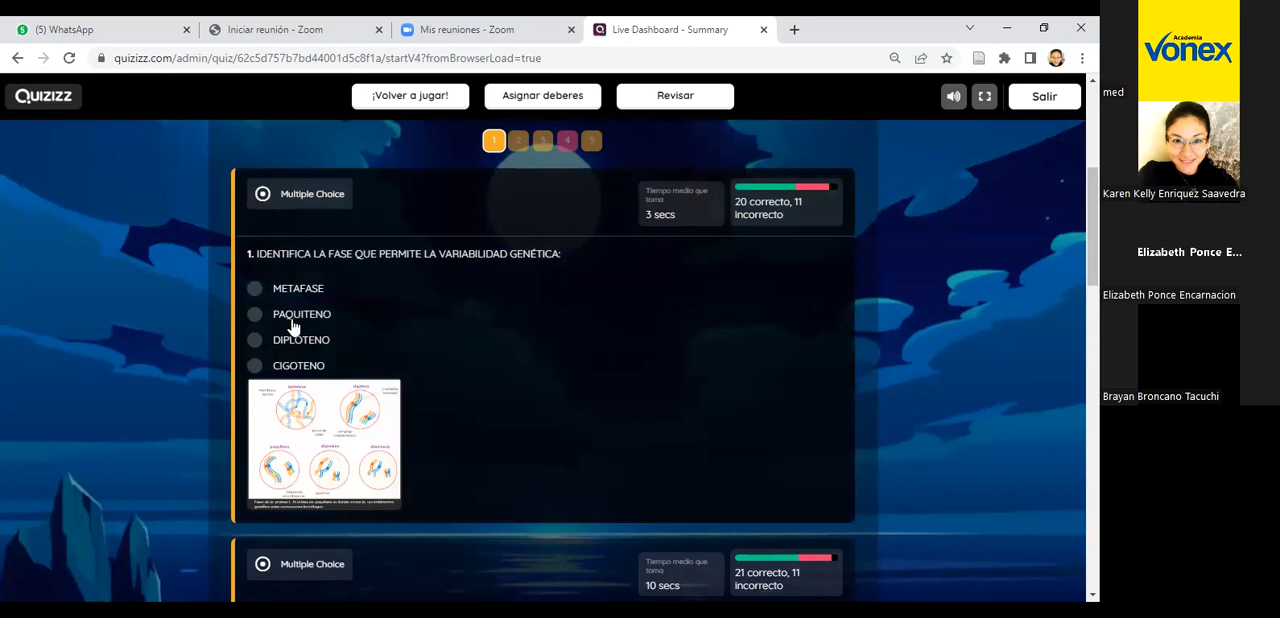 (5) WhatsApp
Iniciar reunión - Zoom
Mis reuniones - Zoom
Live Dashboard - Summary
quizizz.com/admin/quiz/62c5d757b7bd44001d5c8f1a/startV4?fromBrowserLoad=true
QUIZIZZ
¡Volver a jugar!
Asignar deberes
Revisar
Salir
1 2 3 4 5
Multiple Choice
Tiempo medio que
toma
3 secs
20 correcto, 11
incorrecto
1. IDENTIFICA LA FASE QUE PERMITE LA VARIABILIDAD GENÉTICA:
METAFASE
PAQUITENO
DIPLOTENO
CIGOTENO
Multiple Choice
Tiempo medio que
toma
10 secs
21 correcto, 11
incorrecto
Academia
VONEX
med
Karen Kelly Enriquez Saavedra
Elizabeth Ponce E...
Elizabeth Ponce Encarnacion
Brayan Broncano Tacuchi